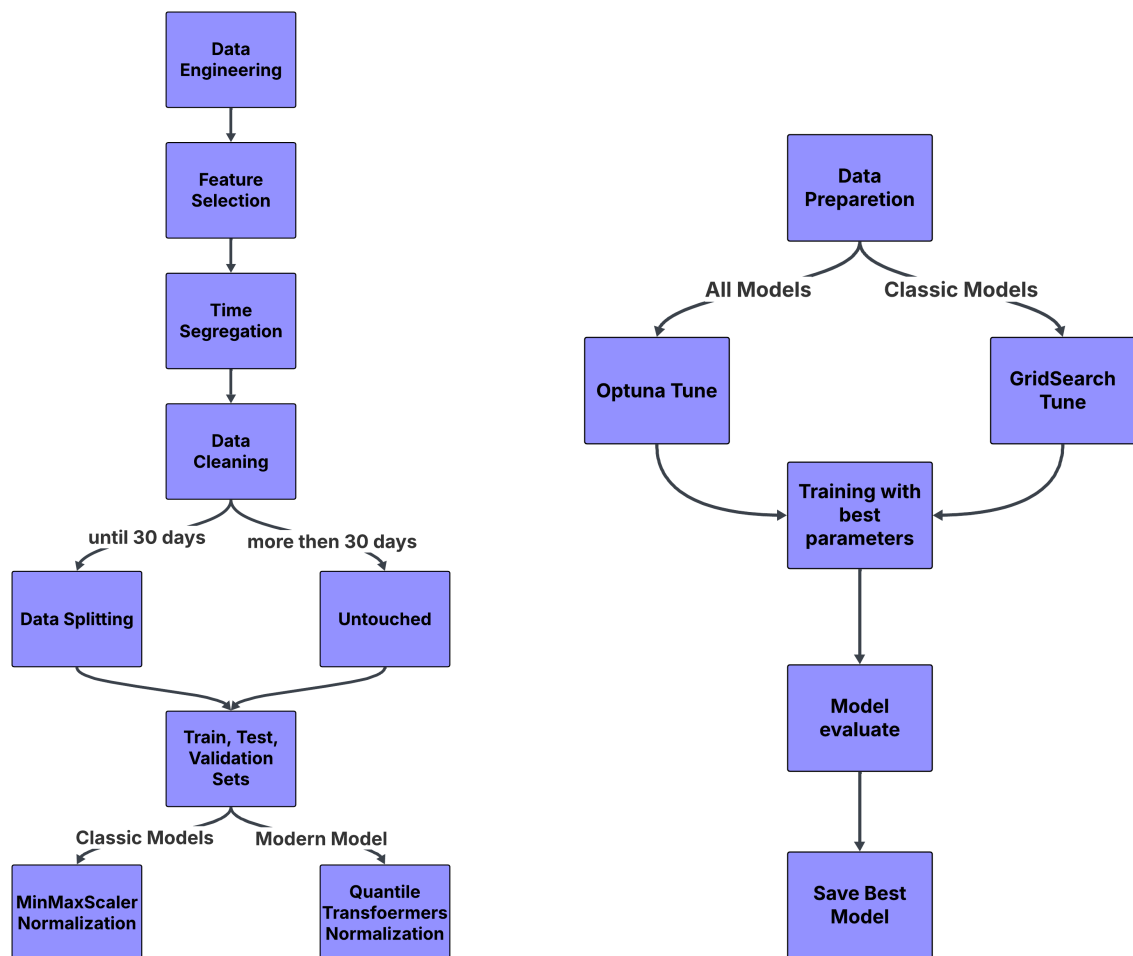 Data
Engineering
Feature
Selection
Time
Segregation
Data
Cleaning
until 30 days
more then 30 days
Data Splitting
Untouched
Train, Test,
Validation
Sets
Classic Models
Modern Model
MinMaxScaler
Normalization
Quantile
Transfoermers
Normalization
Data
Preparetion
All Models
Classic Models
Optuna Tune
GridSearch
Tune
Training with
best
parameters
Model
evaluate
Save Best
Model